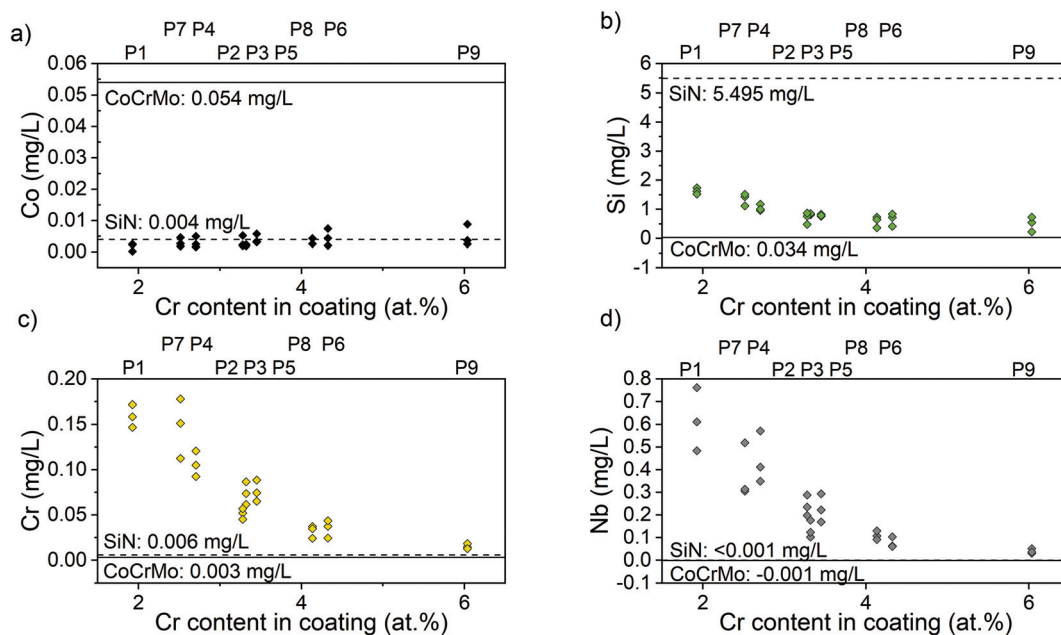 a)
P7 P4 P8 P6
P1 P2 P3 P5 P9
0.06
0.05
0.04
0.03
0.02
0.01
0.00
Co (mg/L)
CoCrMo: 0.054 mg/L
SiN: 0.004 mg/L
2 4 6
Cr content in coating (at.%)
b)
P7 P4 P8 P6
P1 P2 P3 P5 P9
6
5
4
3
2
1
0
-1
Si (mg/L)
SiN: 5.495 mg/L
CoCrMo: 0.034 mg/L
2 4 6
Cr content in coating (at.%)
c)
P7 P4 P8 P6
P1 P2 P3 P5 P9
0.20
0.15
0.10
0.05
0.00
Cr (mg/L)
SiN: 0.006 mg/L
CoCrMo: 0.003 mg/L
2 4 6
Cr content in coating (at.%)
d)
P7 P4 P8 P6
P1 P2 P3 P5 P9
0.8
0.7
0.6
0.5
0.4
0.3
0.2
0.1
0.0
-0.1
Nb (mg/L)
SiN: <0.001 mg/L
CoCrMo: -0.001 mg/L
2 4 6
Cr content in coating (at.%)